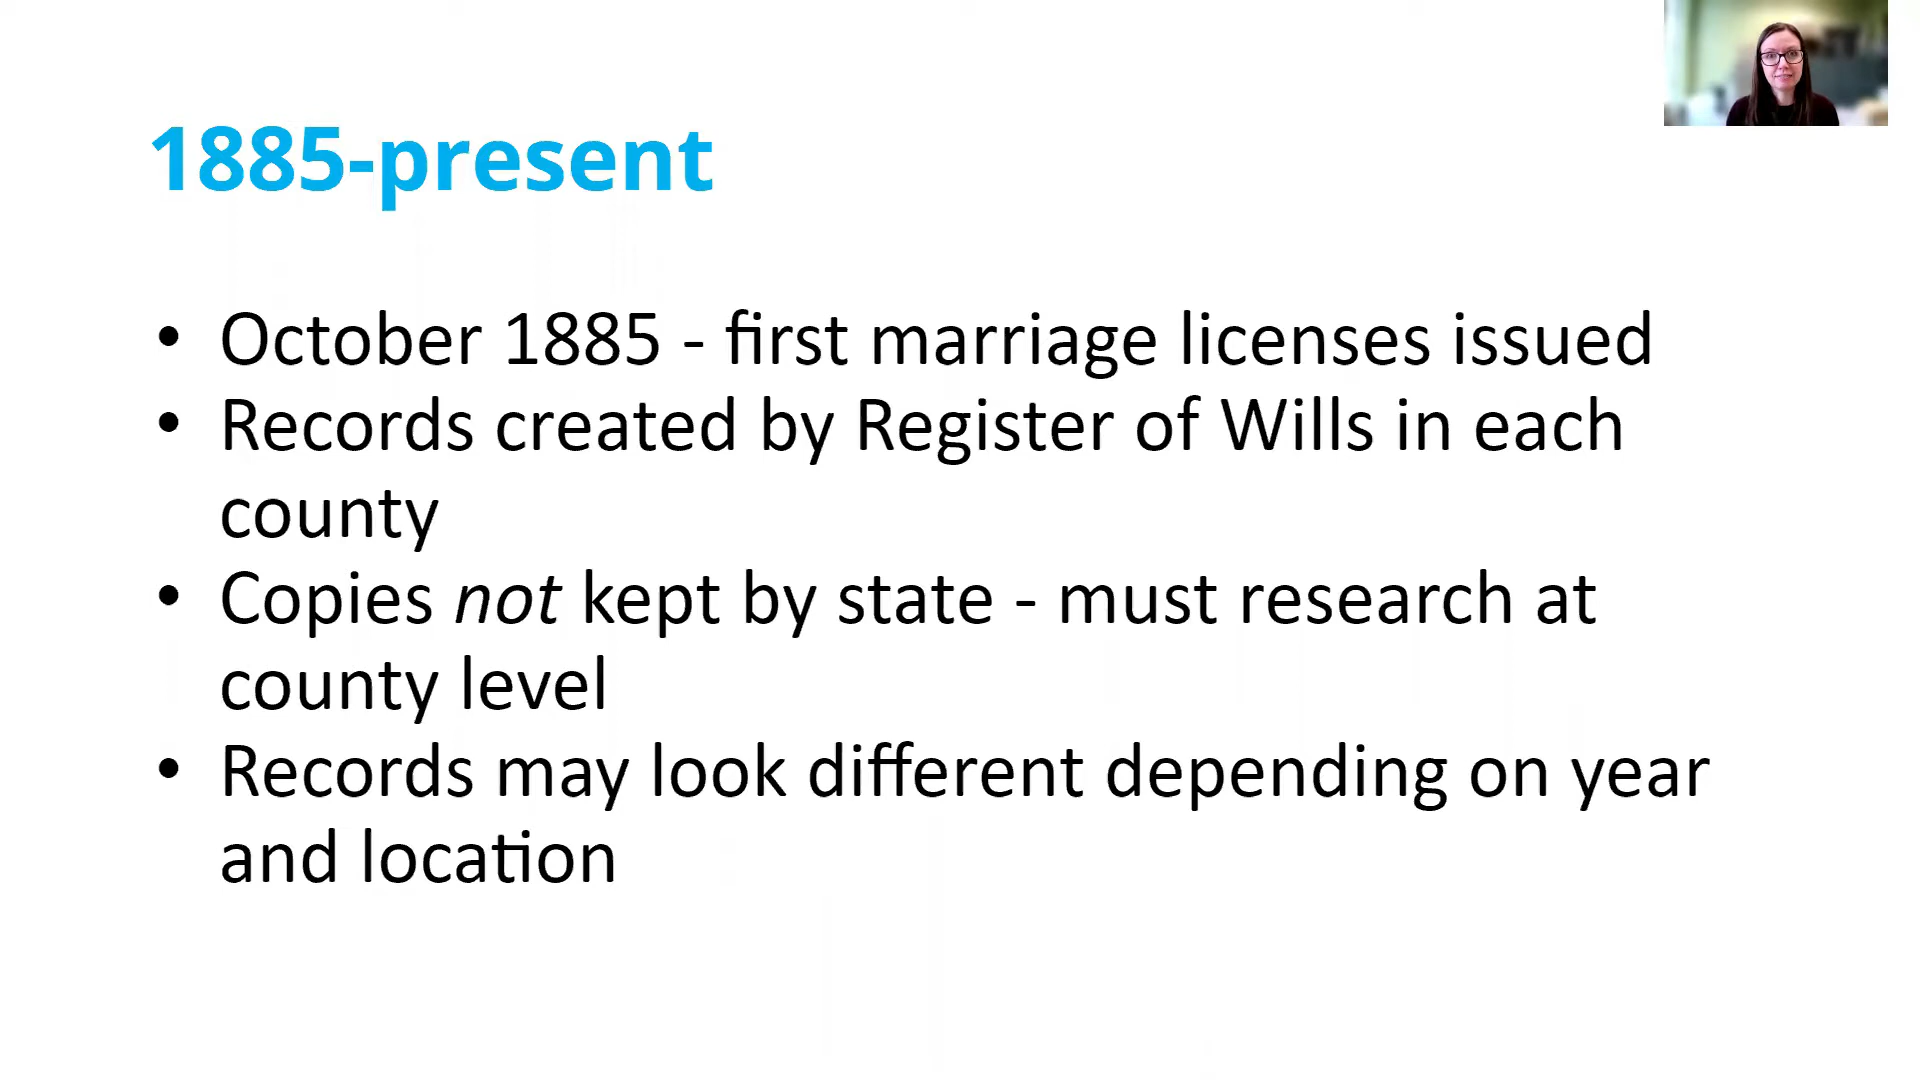 1885-present
• October 1885 - first marriage licenses issued
• Records created by Register of Wills in each
county
• Copies not kept by state - must research at
county level
• Records may look different depending on year
and location